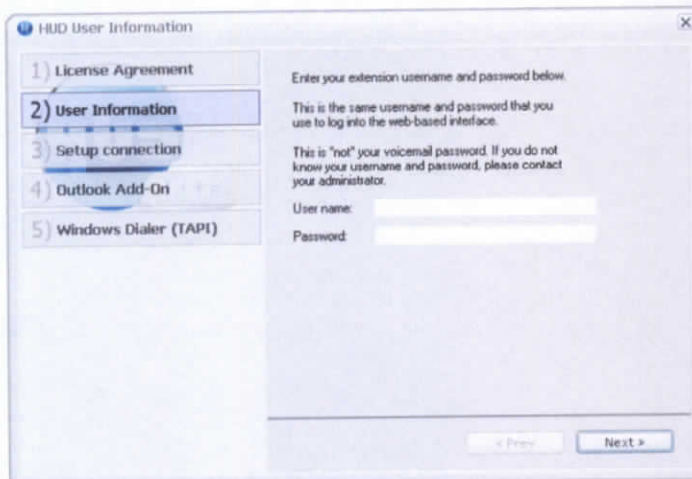 HUD User Information
1) License Agreement
2) User Information
3) Setup connection
4) Outlook Add-On
5) Windows Dialer (TAPI)
Enter your extension username and password below.
This is the same username and password that you
use to log into the web-based interface.
This is "not" your voicemail password. If you do not
know your username and password, please contact
your administrator.
User name:
Password:
< Prev
Next >